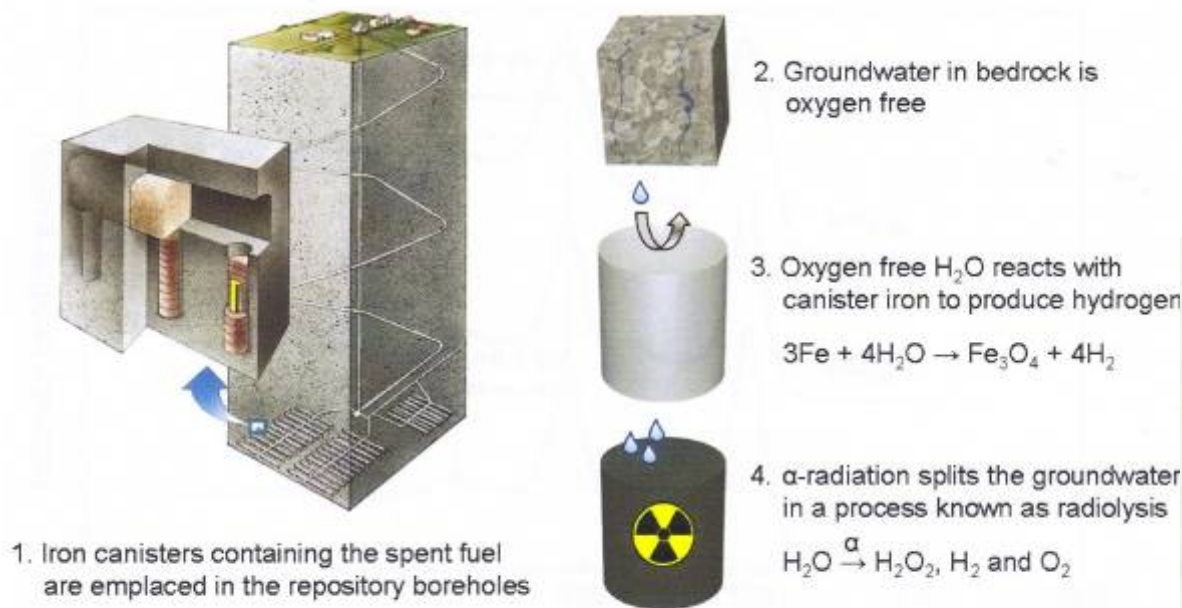 2. Groundwater in bedrock is
oxygen free
3. Oxygen free H₂O reacts with
canister iron to produce hydrogen
3Fe + 4H₂O → Fe₃O₄ + 4H₂
4. α-radiation splits the groundwater
in a process known as radiolysis
α
H₂O → H₂O₂, H₂ and O₂
1. Iron canisters containing the spent fuel
are emplaced in the repository boreholes